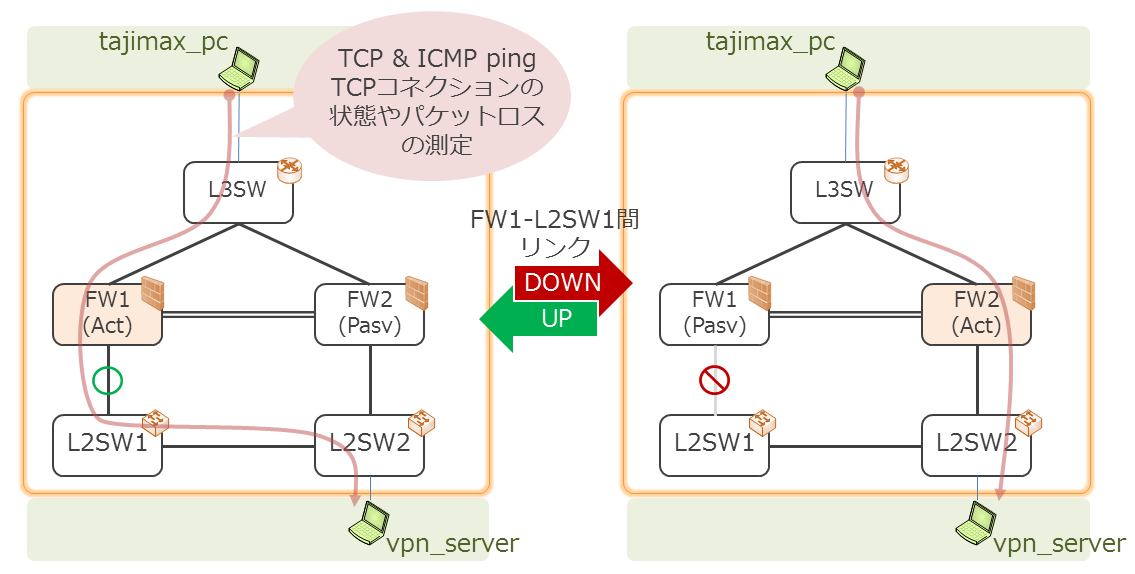 tajimax_pc
TCP & ICMP ping
TCPコネクションの
状態やパケットロス
の測定
L3SW
FW1
(Act)
FW2
(Pasv)
L2SW1
L2SW2
vpn_server
FW1-L2SW1間
リンク
DOWN
UP
tajimax_pc
L3SW
FW1
(Pasv)
FW2
(Act)
L2SW1
L2SW2
vpn_server